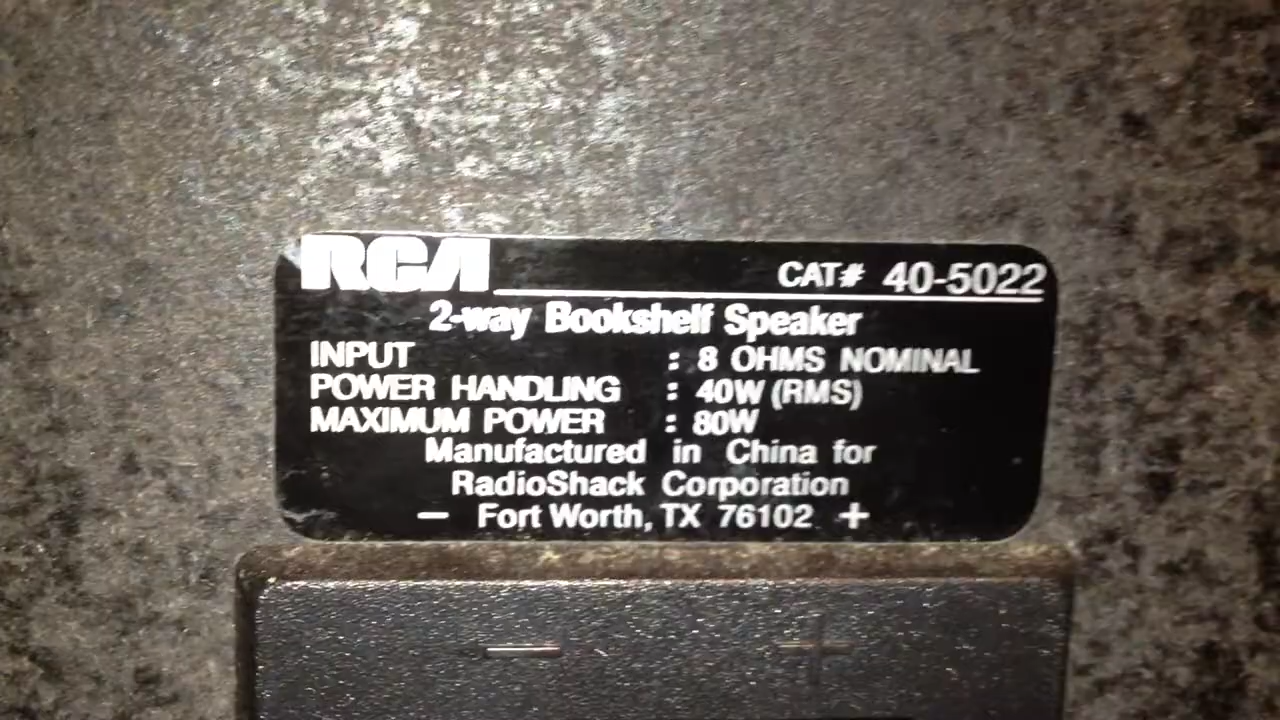 RCA CAT# 40-5022
2-way Bookshelf Speaker
INPUT : 8 OHMS NOMINAL
POWER HANDLING : 40W (RMS)
MAXIMUM POWER : 80W
Manufactured in China for
RadioShack Corporation
− Fort Worth, TX 76102 +
− +